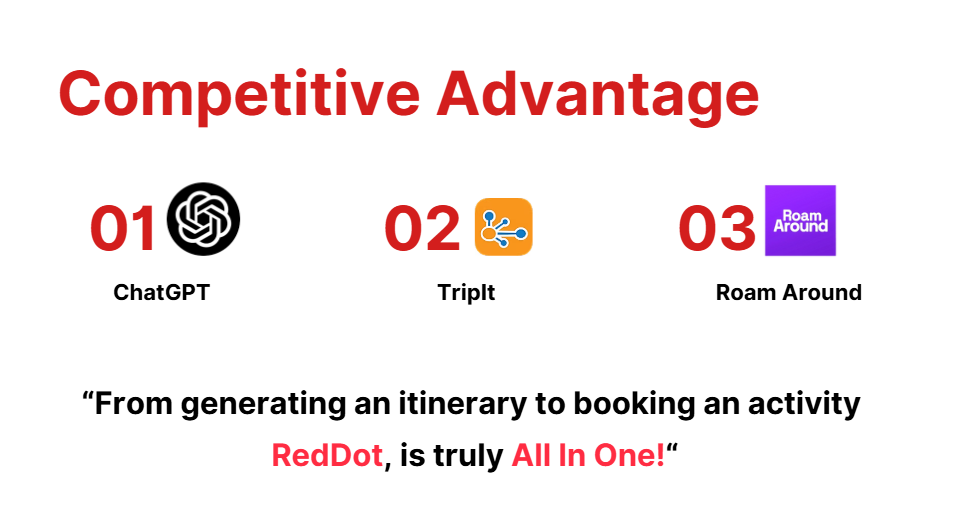 Competitive Advantage
01
02
03
Roam
Around
ChatGPT
TripIt
Roam Around
“From generating an itinerary to booking an activity
RedDot, is truly All In One!“